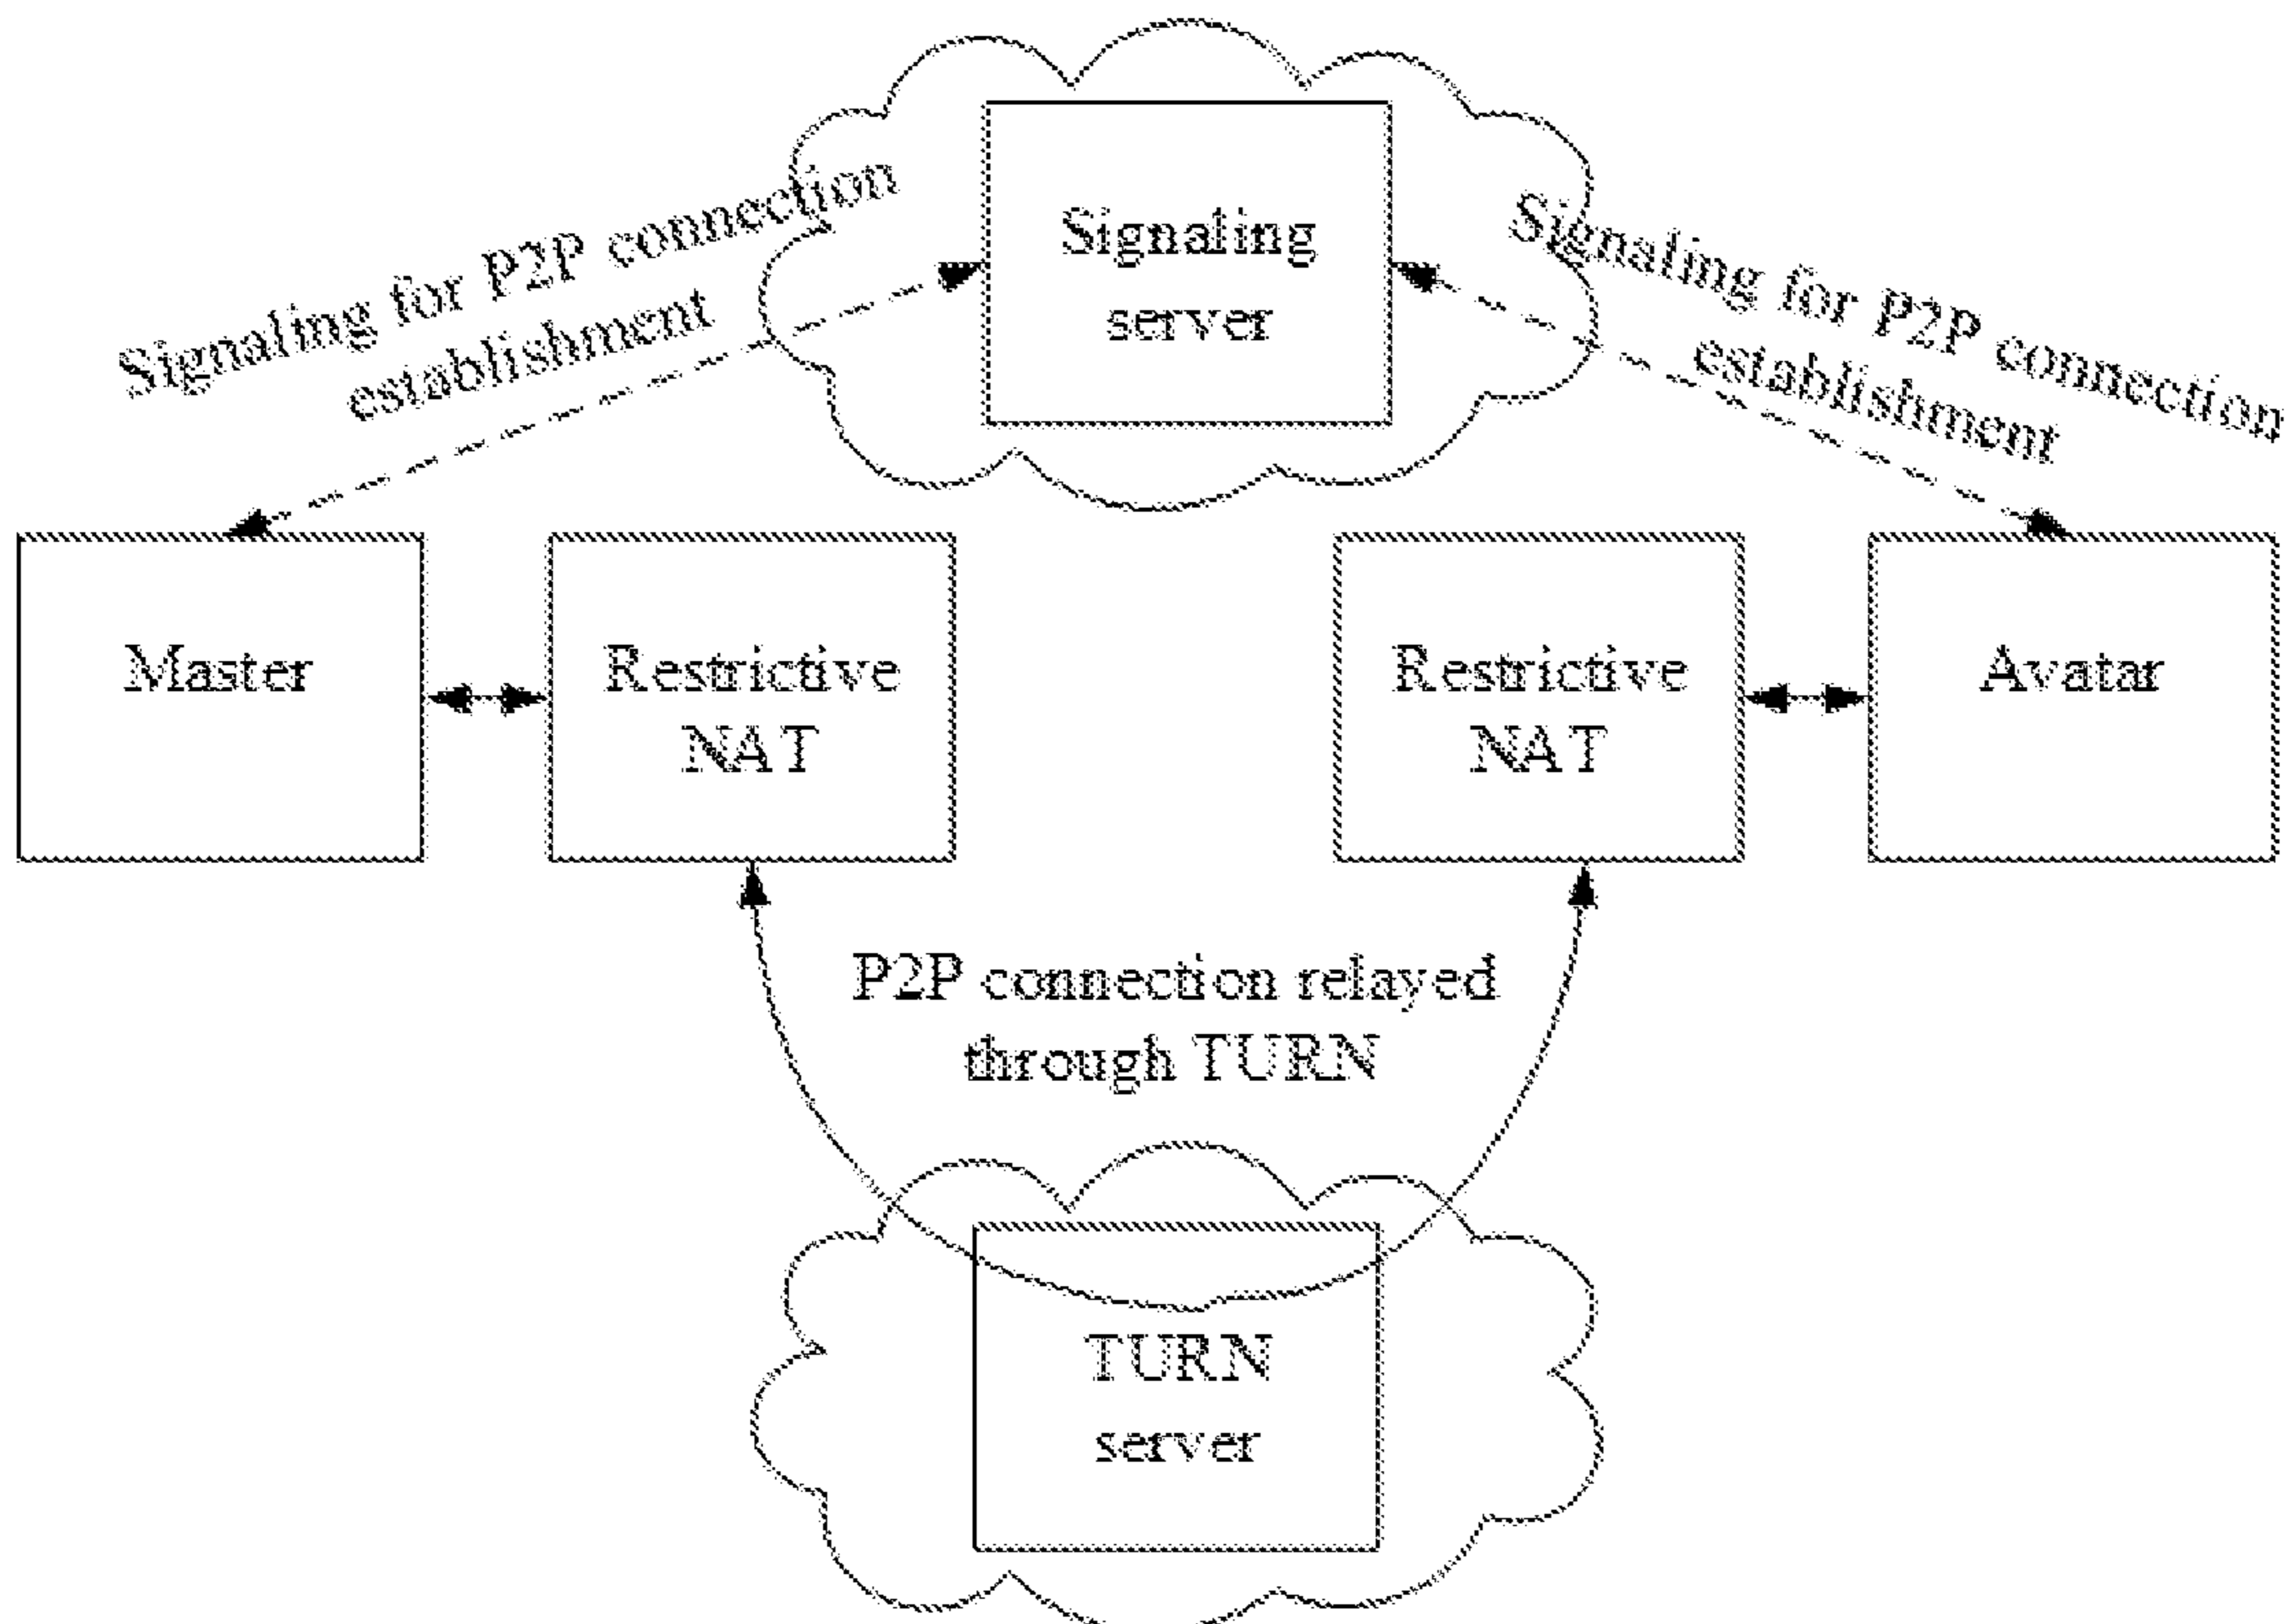 Signaling for P2P connection
establishment
Signaling
server
Signaling for P2P connection
establishment
Master
Restrictive
NAT
Restrictive
NAT
Avatar
P2P connection relayed
through TURN
TURN
server